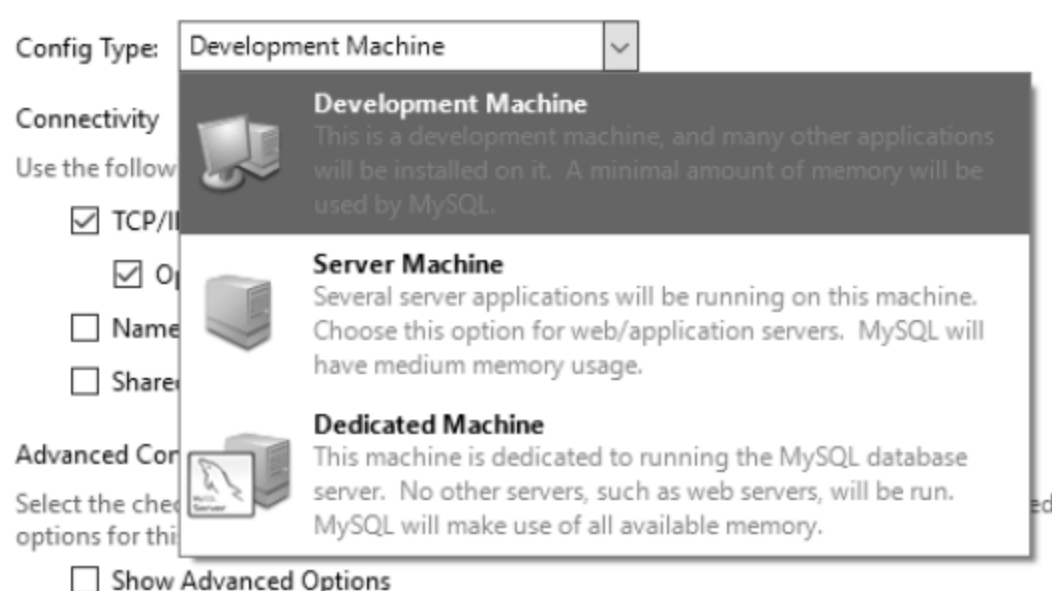 Config Type: Development Machine
Development Machine
This is a development machine, and many other applications
will be installed on it. A minimal amount of memory will be
used by MySQL.
Connectivity
Use the follow
TCP/I
Op
Name
Share
Server Machine
Several server applications will be running on this machine.
Choose this option for web/application servers. MySQL will
have medium memory usage.
Dedicated Machine
This machine is dedicated to running the MySQL database
server. No other servers, such as web servers, will be run.
MySQL will make use of all available memory.
MySQL
Server
Advanced Con
Select the chec
ed
options for thi
Show Advanced Options